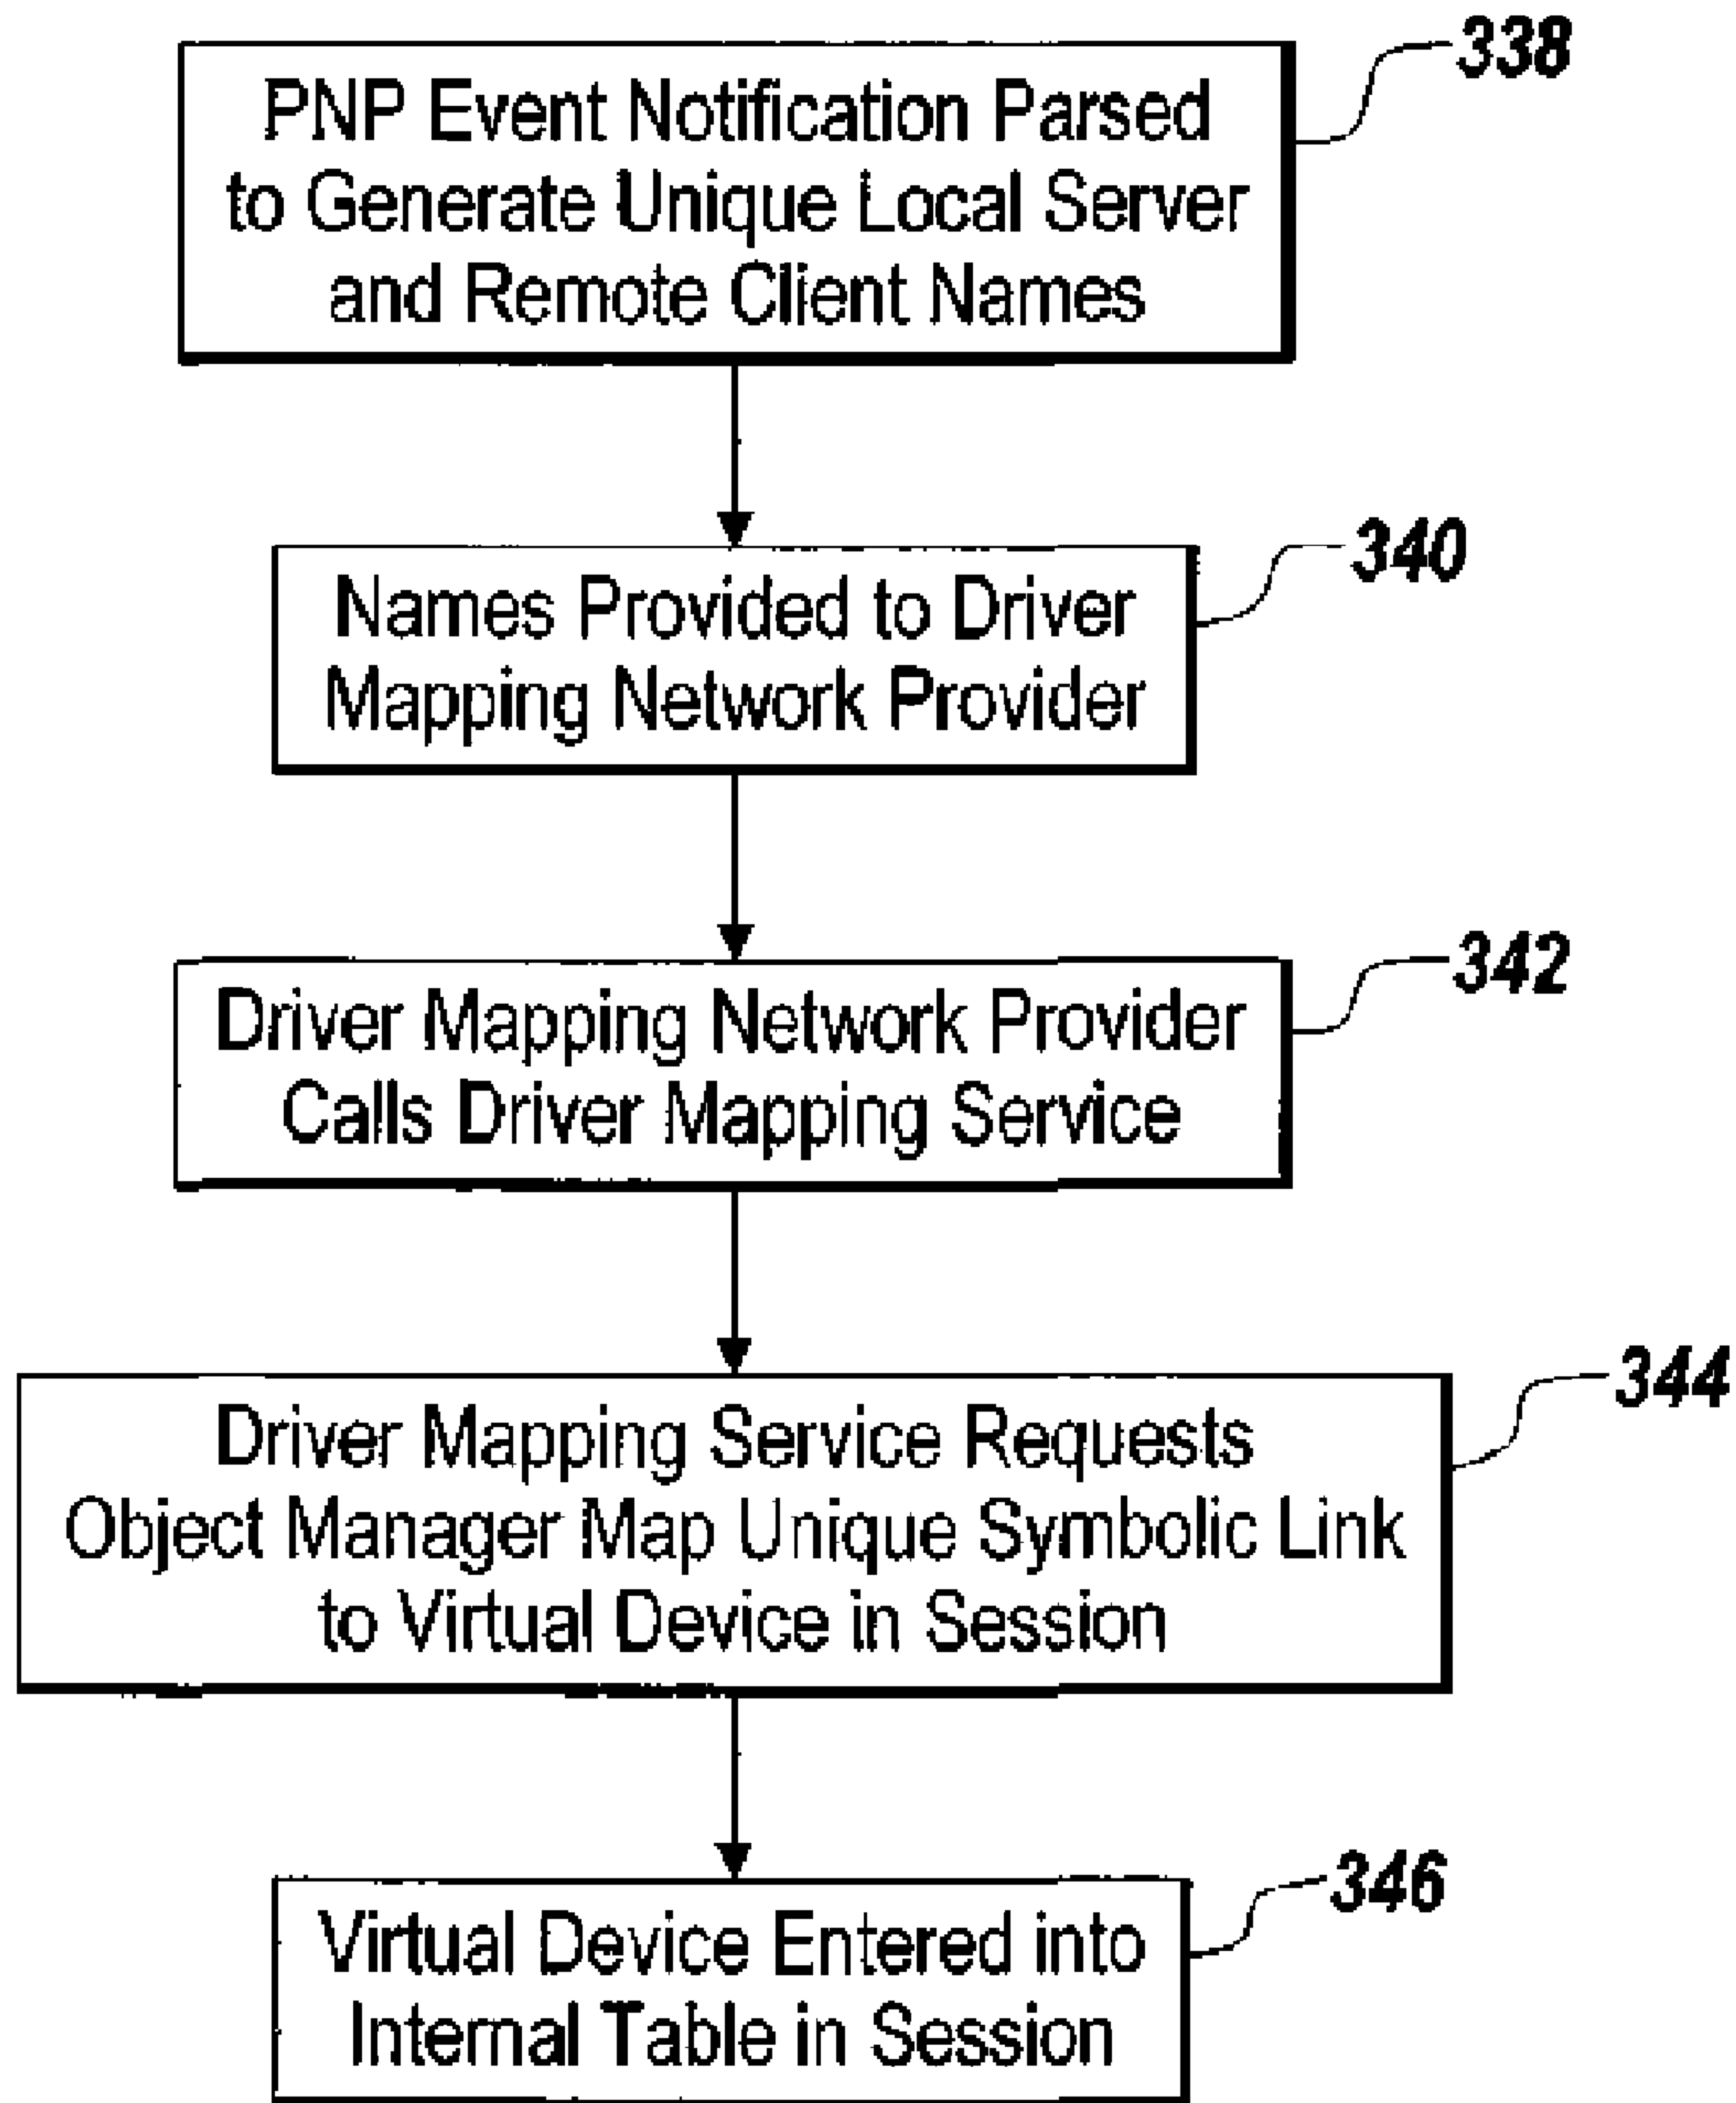 338
PNP Event Notification Parsed
to Generate Unique Local Server
and Remote Client Names
340
Names Provided to Driver
Mapping Network Provider
342
Driver Mapping Network Provider
Calls Driver Mapping Service
344
Driver Mapping Service Requests
Object Manager Map Unique Symbolic Link
to Virtual Device in Session
346
Virtual Device Entered into
Internal Table in Session